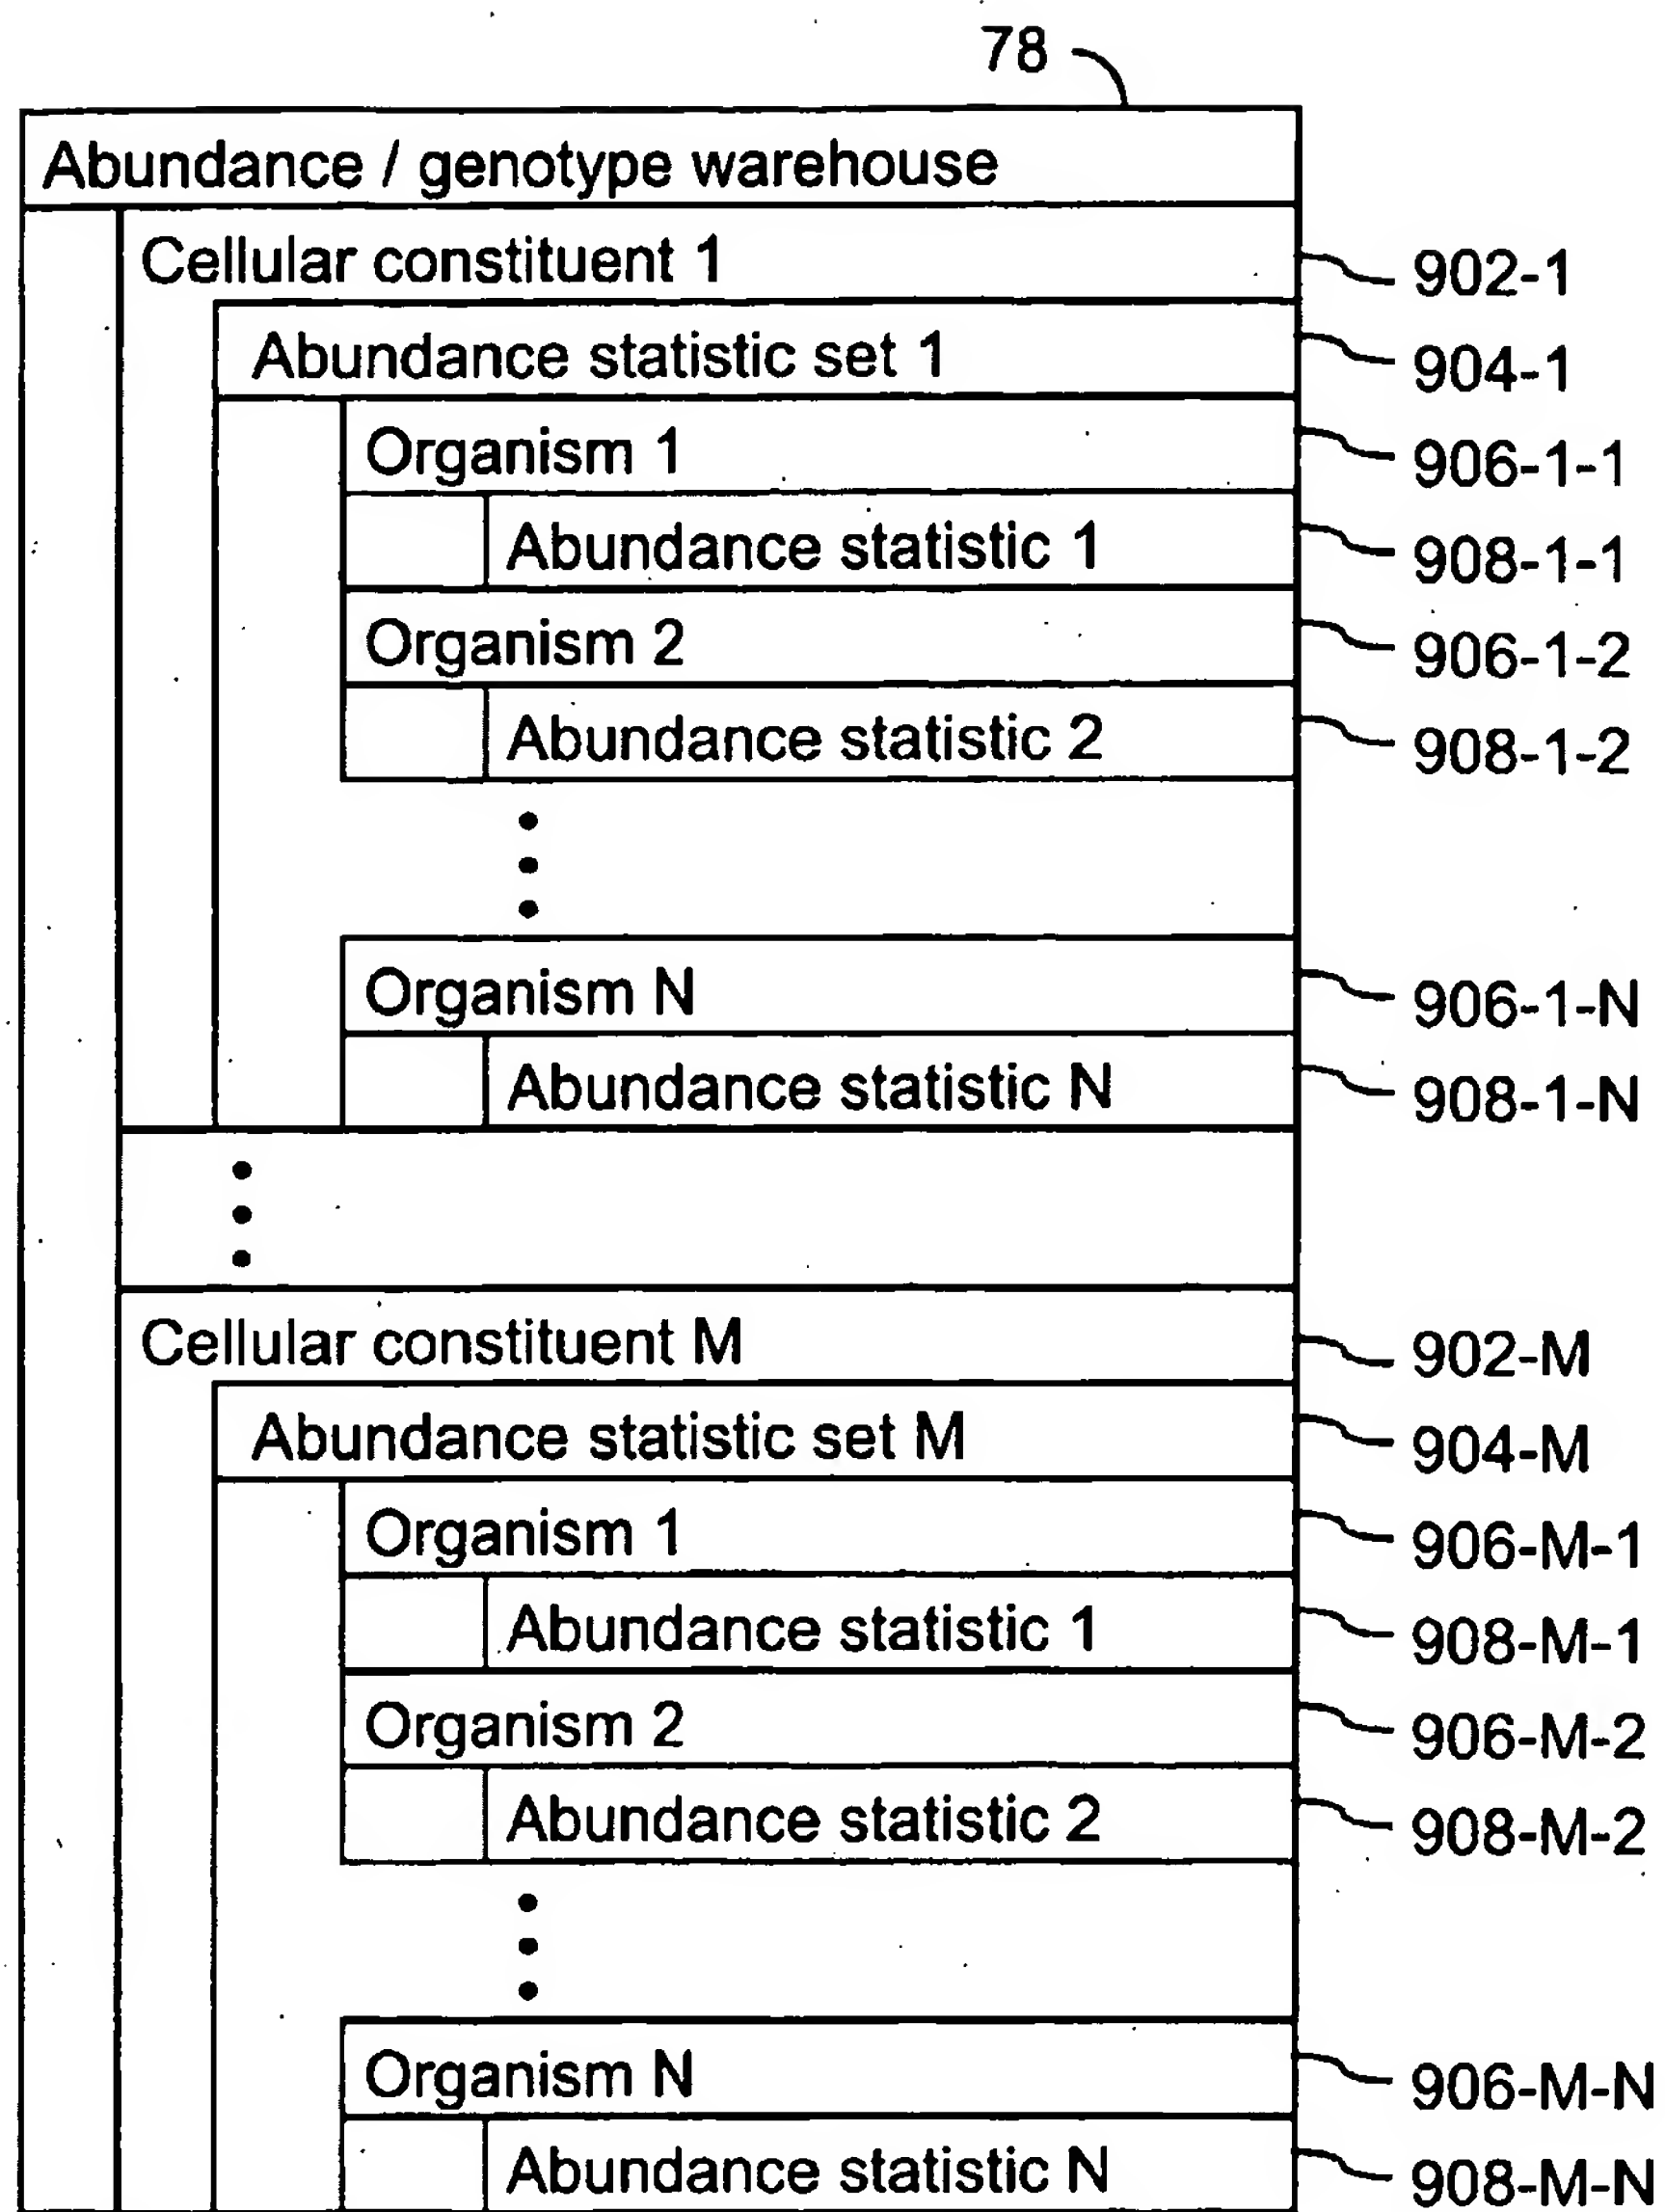 78
Abundance / genotype warehouse
Cellular constituent 1 902-1
Abundance statistic set 1 904-1
Organism 1 906-1-1
Abundance statistic 1 908-1-1
Organism 2 906-1-2
Abundance statistic 2 908-1-2
Organism N 906-1-N
Abundance statistic N 908-1-N
Cellular constituent M 902-M
Abundance statistic set M 904-M
Organism 1 906-M-1
Abundance statistic 1 908-M-1
Organism 2 906-M-2
Abundance statistic 2 908-M-2
Organism N 906-M-N
Abundance statistic N 908-M-N